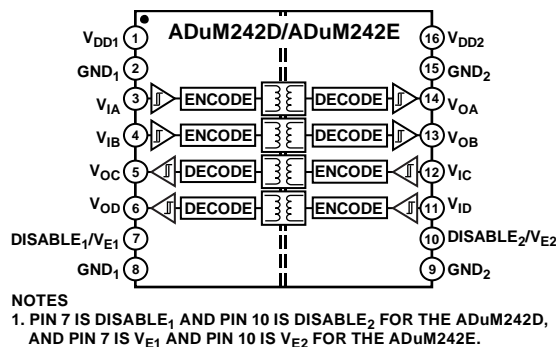 ADuM242D/ADuM242E
VDD1 1 16 VDD2
GND1 2 15 GND2
VIA 3 ENCODE DECODE 14 VOA
VIB 4 ENCODE DECODE 13 VOB
VOC 5 DECODE ENCODE 12 VIC
VOD 6 DECODE ENCODE 11 VID
DISABLE1/VE1 7 10 DISABLE2/VE2
GND1 8 9 GND2
NOTES
1. PIN 7 IS DISABLE1 AND PIN 10 IS DISABLE2 FOR THE ADuM242D,
AND PIN 7 IS VE1 AND PIN 10 IS VE2 FOR THE ADuM242E.